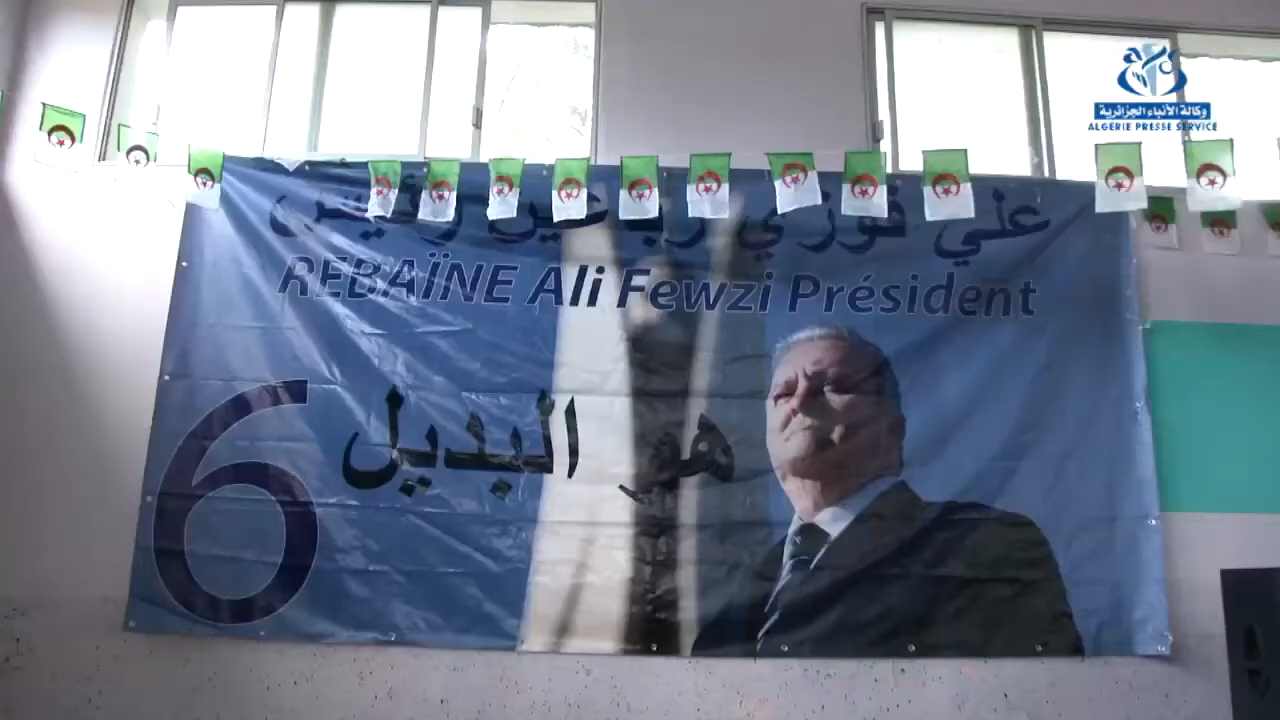 وكالة الأنباء الجزائرية
ALGERIE PRESSE SERVICE
علي فوزي رباعين رئيس
REBAÏNE Ali Fewzi Président
هو البديل
6